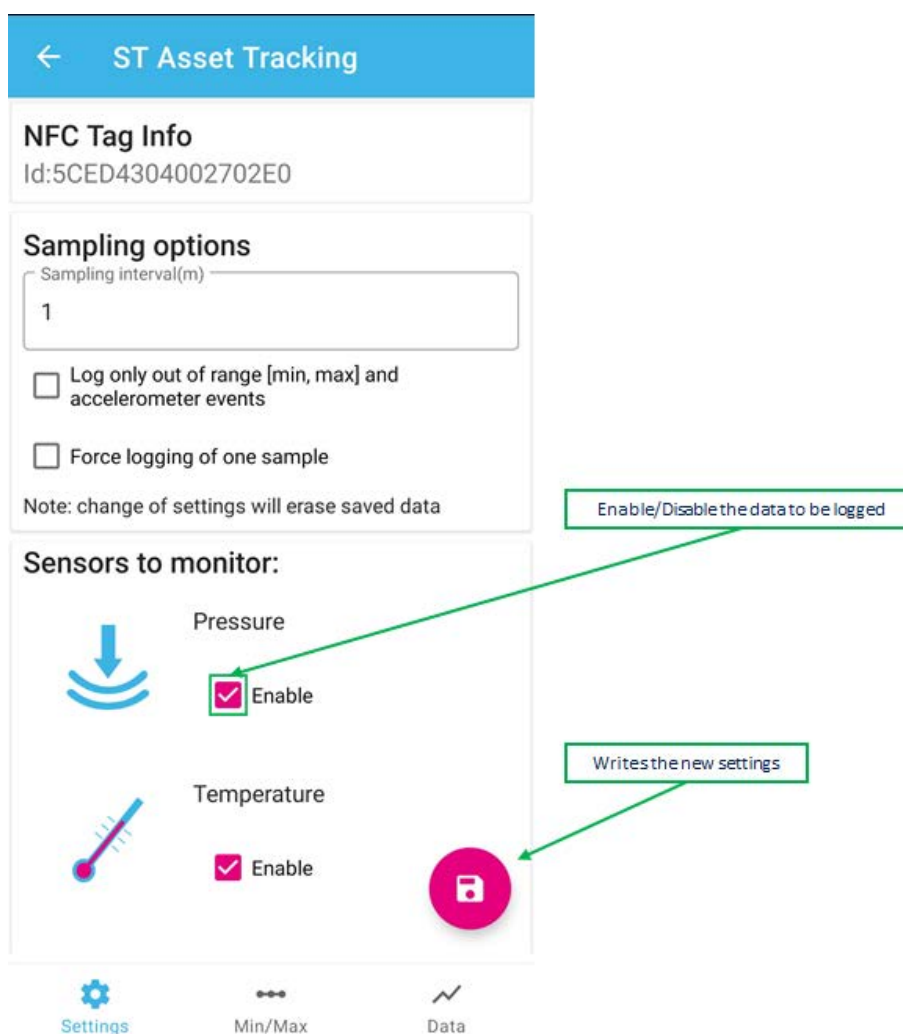 ST Asset Tracking
NFC Tag Info
Id:5CED4304002702E0
Sampling options
Sampling interval(m)
1
Log only out of range [min, max] and
accelerometer events
Force logging of one sample
Note: change of settings will erase saved data
Enable/Disable the data to be logged
Sensors to monitor:
Pressure
Enable
Writes the new settings
Temperature
Enable
Settings
Min/Max
Data